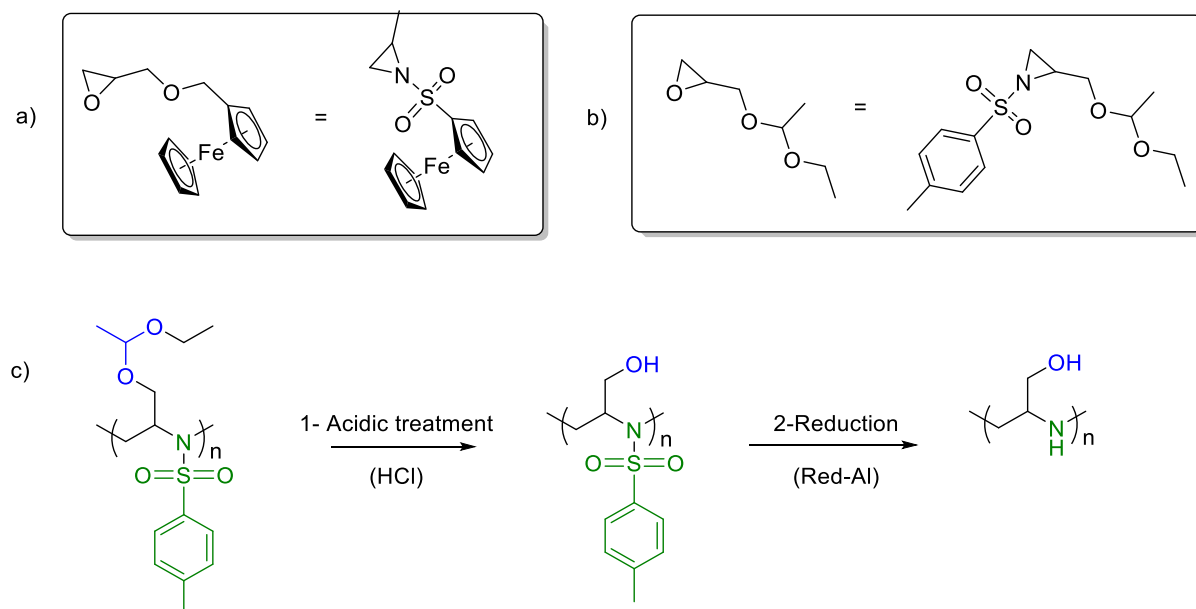 a)
O
O
Fe
=
N
S
O
O
Fe
b)
O
O
O
=
N
O
S
O
O
O
c)
O
O
N
n
O
S
O
1- Acidic treatment
(HCl)
OH
N
n
O
S
O
2-Reduction
(Red-Al)
OH
N
H
n